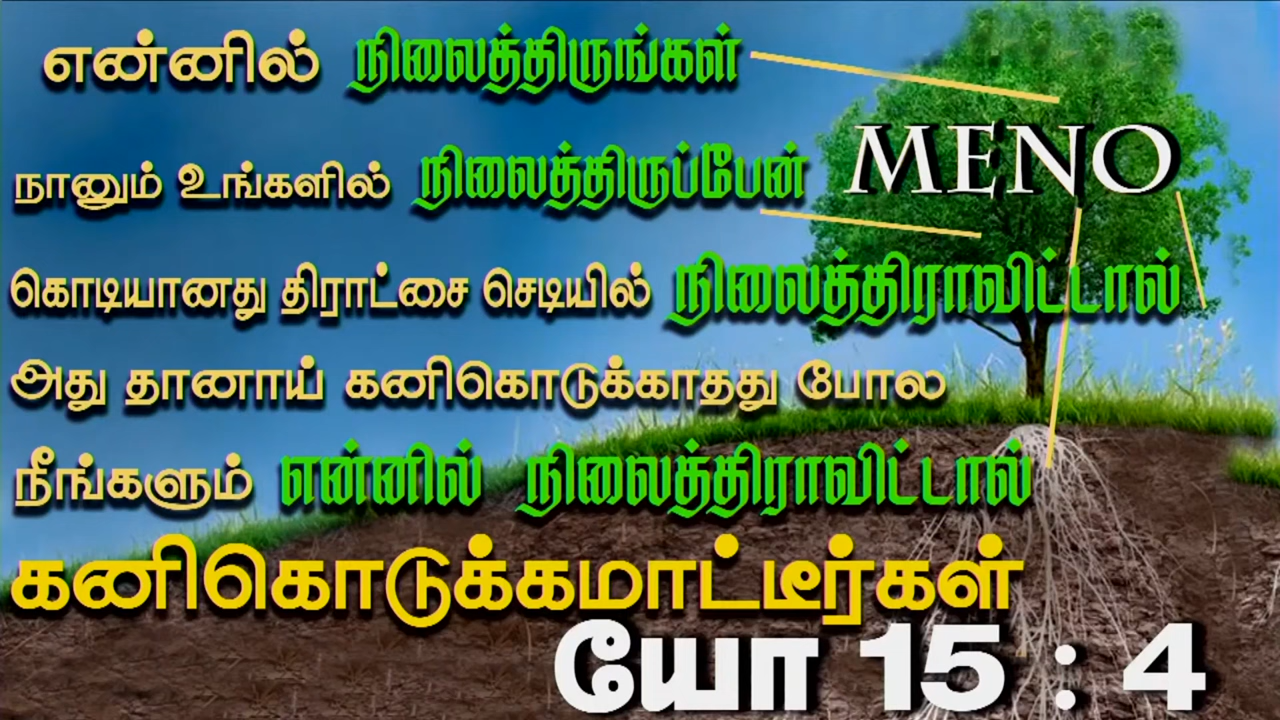 என்னில் நிலைத்திருங்கள்
MENO
நானும் உங்களில் நிலைத்திருப்பேன்
கொடியானது திராட்சை செடியில் நிலைத்திராவிட்டால்
அது தானாய் கனிகொடுக்காதது போல
நீங்களும் என்னில் நிலைத்திராவிட்டால்
கனிகொடுக்கமாட்டீர்கள்
யோ 15 : 4